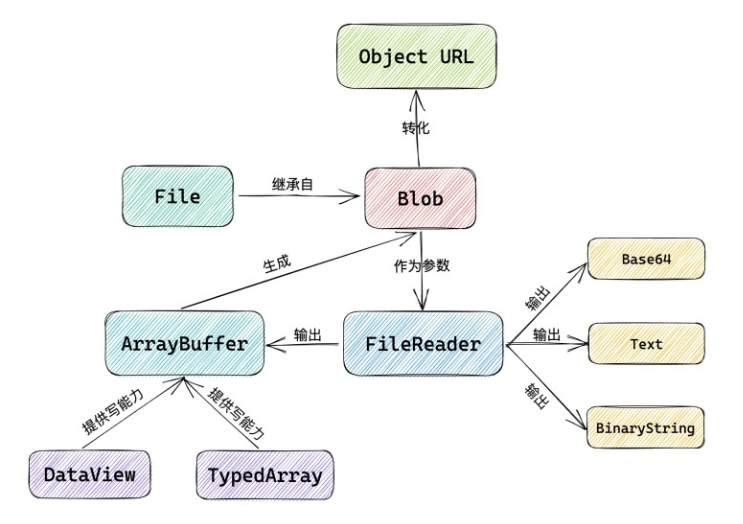 Object URL
转化
File
继承自
Blob
生成
作为参数
Base64
输出
ArrayBuffer
输出
FileReader
输出
Text
提供写能力
提供写能力
输出
BinaryString
DataView
TypedArray